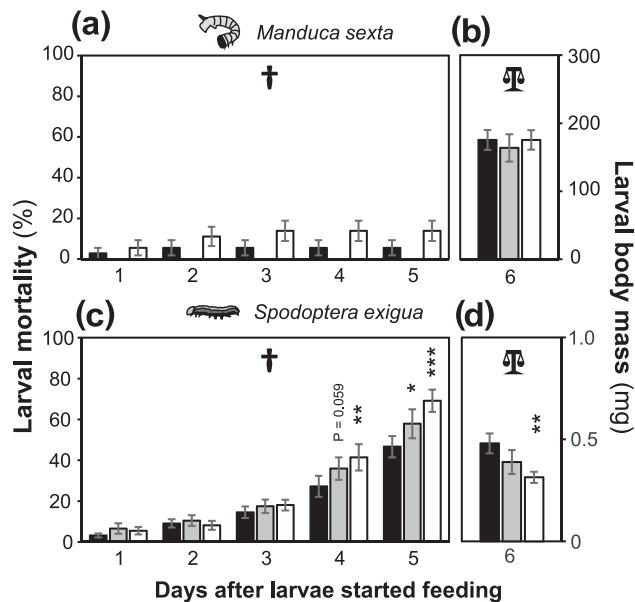 (a) Manduca sexta (b)
100 300
80
60 200
40
100
20
0 0
1 2 3 4 5 6
Larval mortality (%)
Larval body mass (mg)
(c) Spodoptera exigua (d)
100 1.0
80
60
0.5
40
20
0 0
P = 0.059
**
*
***
**
1 2 3 4 5 6
Days after larvae started feeding